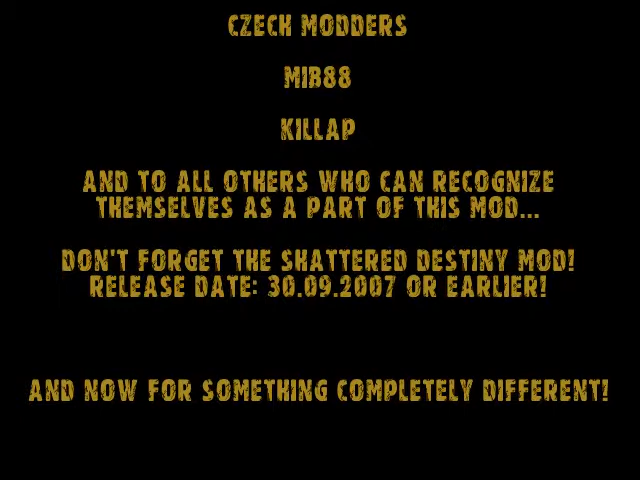 CZECH MODDERS
MIB88
KILLAP
AND TO ALL OTHERS WHO CAN RECOGNIZE
THEMSELVES AS A PART OF THIS MOD...
DON'T FORGET THE SHATTERED DESTINY MOD!
RELEASE DATE: 30.09.2007 OR EARLIER!
AND NOW FOR SOMETHING COMPLETELY DIFFERENT!